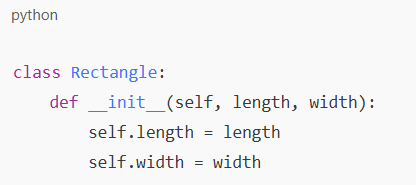 python
class Rectangle:
    def __init__(self, length, width):
        self.length = length
        self.width = width